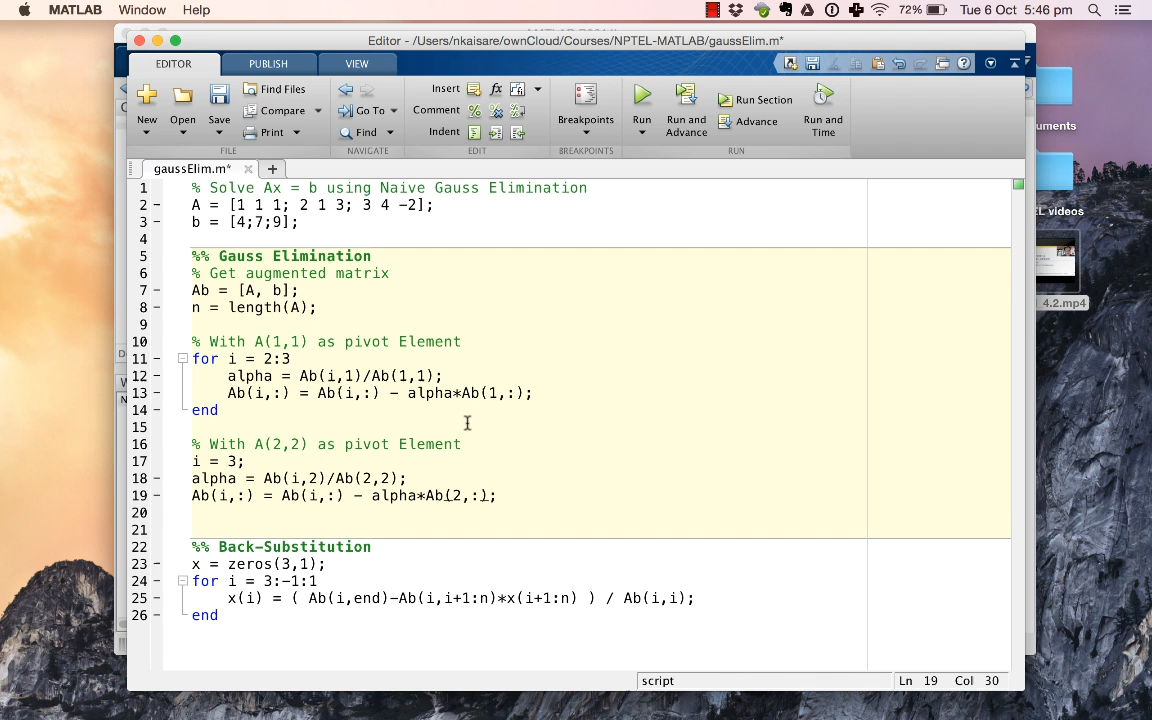 MATLAB Window Help 72% Tue 6 Oct 5:46 pm
Editor - /Users/nkaisare/ownCloud/Courses/NPTEL-MATLAB/gaussElim.m*
EDITOR PUBLISH VIEW
New Open Save Find Files Compare Print
FILE
Go To Find
NAVIGATE
Insert fx
Comment
Indent
EDIT
Breakpoints
BREAKPOINTS
Run Run and Advance Run Section Advance Run and Time
RUN
gaussElim.m*
1 % Solve Ax = b using Naive Gauss Elimination
2 A = [1 1 1; 2 1 3; 3 4 -2];
3 b = [4;7;9];
4
5 %% Gauss Elimination
6 % Get augmented matrix
7 Ab = [A, b];
8 n = length(A);
9
10 % With A(1,1) as pivot Element
11 for i = 2:3
12 alpha = Ab(i,1)/Ab(1,1);
13 Ab(i,:) = Ab(i,:) - alpha*Ab(1,:);
14 end
15
16 % With A(2,2) as pivot Element
17 i = 3;
18 alpha = Ab(i,2)/Ab(2,2);
19 Ab(i,:) = Ab(i,:) - alpha*Ab(2,:);
20
21
22 %% Back-Substitution
23 x = zeros(3,1);
24 for i = 3:-1:1
25 x(i) = ( Ab(i,end)-Ab(i,i+1:n)*x(i+1:n) ) / Ab(i,i);
26 end
script Ln 19 Col 30
uments
L videos
4.2.mp4